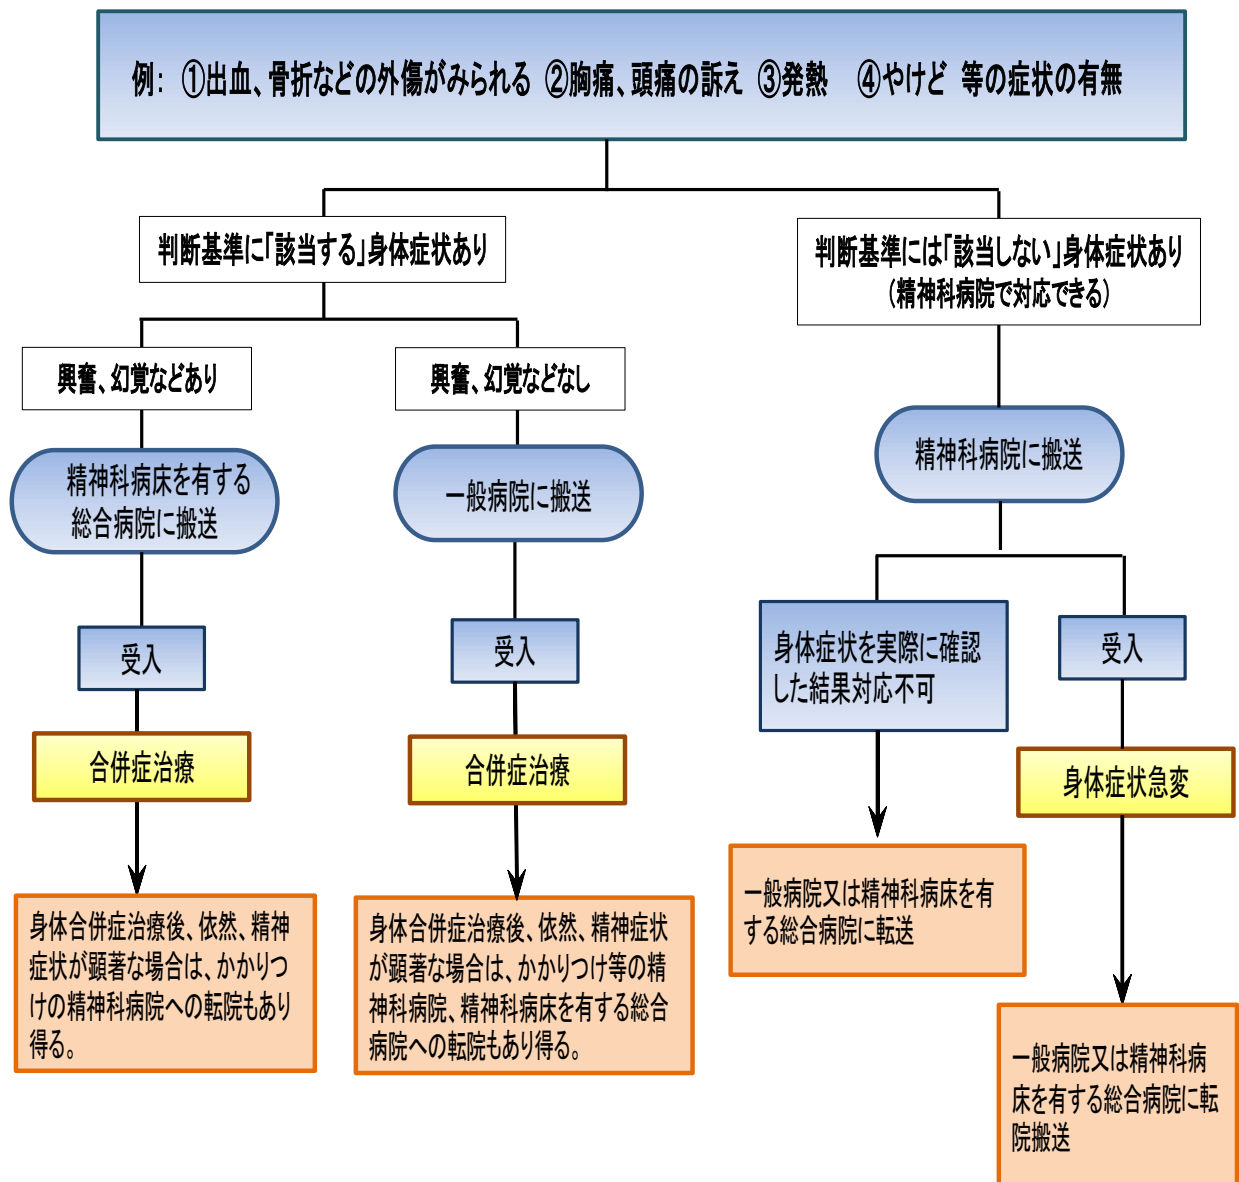 例： ①出血、骨折などの外傷がみられる ②胸痛、頭痛の訴え ③発熱　④やけど 等の症状の有無
判断基準に「該当する」身体症状あり
判断基準には「該当しない」身体症状あり
（精神科病院で対応できる）
興奮、幻覚などあり
興奮、幻覚などなし
精神科病床を有する
総合病院に搬送
一般病院に搬送
精神科病院に搬送
受入
受入
身体症状を実際に確認
した結果対応不可
受入
合併症治療
合併症治療
身体症状急変
身体合併症治療後、依然、精神
症状が顕著な場合は、かかりつ
けの精神科病院への転院もあり
得る。
身体合併症治療後、依然、精神症状
が顕著な場合は、かかりつけ等の精
神科病院、精神科病床を有する総合
病院への転院もあり得る。
一般病院又は精神科病床を有
する総合病院に転送
一般病院又は精神科病
床を有する総合病院に転
院搬送